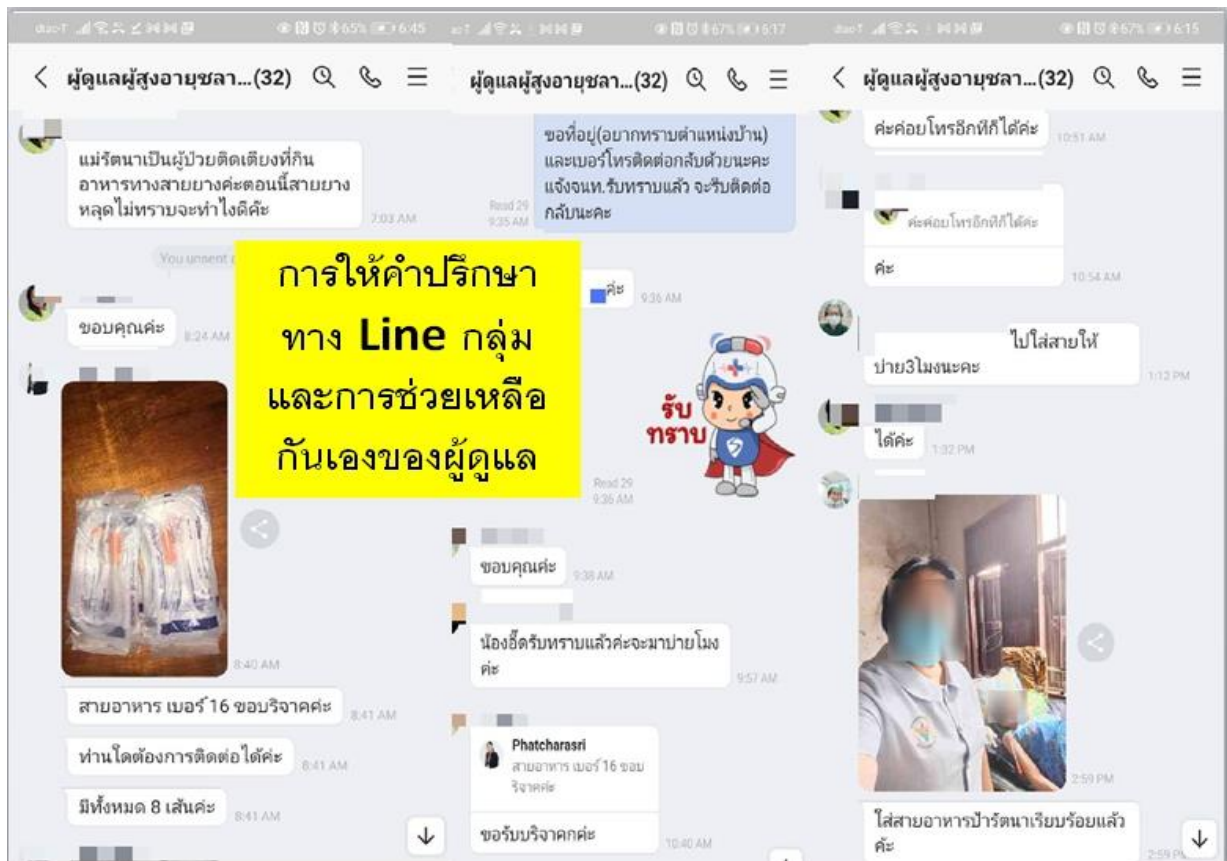 65% 6:45
ผู้ดูแลผู้สูงอายุชลา...(32)
แม่รัตนาเป็นผู้ป่วยติดเตียงที่กิน
อาหารทางสายยางค่ะตอนนี้สายยาง
หลุดไม่ทราบจะทำไงดีค๊ะ
7:03 AM
You unsent
ขอบคุณค่ะ
8:24 AM
8:40 AM
สายอาหาร เบอร์ 16 ขอบริจาคค่ะ
8:41 AM
ท่านใดต้องการติดต่อได้ค่ะ
8:41 AM
มีทั้งหมด 8 เส้นค่ะ
8:41 AM
การให้คำปรึกษา
ทาง Line กลุ่ม
และการช่วยเหลือ
กันเองของผู้ดูแล
67% 6:17
ผู้ดูแลผู้สูงอายุชลา...(32)
ขอที่อยู่(อยากทราบตำแหน่งบ้าน)
และเบอร์โทรติดต่อกลับด้วยนะคะ
แจ้งจนท.รับทราบแล้ว จะรีบติดต่อ
กลับนะคะ
Read 29
9:35 AM
ค่ะ
9:36 AM
รับ
ทราบ
Read 29
9:36 AM
ขอบคุณค่ะ
9:38 AM
น้องอี๊ดรับทราบแล้วค่ะจะมาบ่ายโมง
ค่ะ
9:57 AM
Phatcharasri
สายอาหาร เบอร์ 16 ขอบ
ริจาคค่ะ
ขอรับบริจาคกค่ะ
10:40 AM
67% 6:15
ผู้ดูแลผู้สูงอายุชลา...(32)
ค่ะค่อยโทรอีกทีก็ได้ค่ะ
10:51 AM
ค่ะค่อยโทรอีกทีก็ได้ค่ะ
ค่ะ
10:54 AM
ไปใส่สายให้
บ่าย3โมงนะคะ
1:12 PM
ได้ค่ะ
1:32 PM
2:59 PM
ใส่สายอาหารป้ารัตนาเรียบร้อยแล้ว
ค๊ะ
2:59 PM